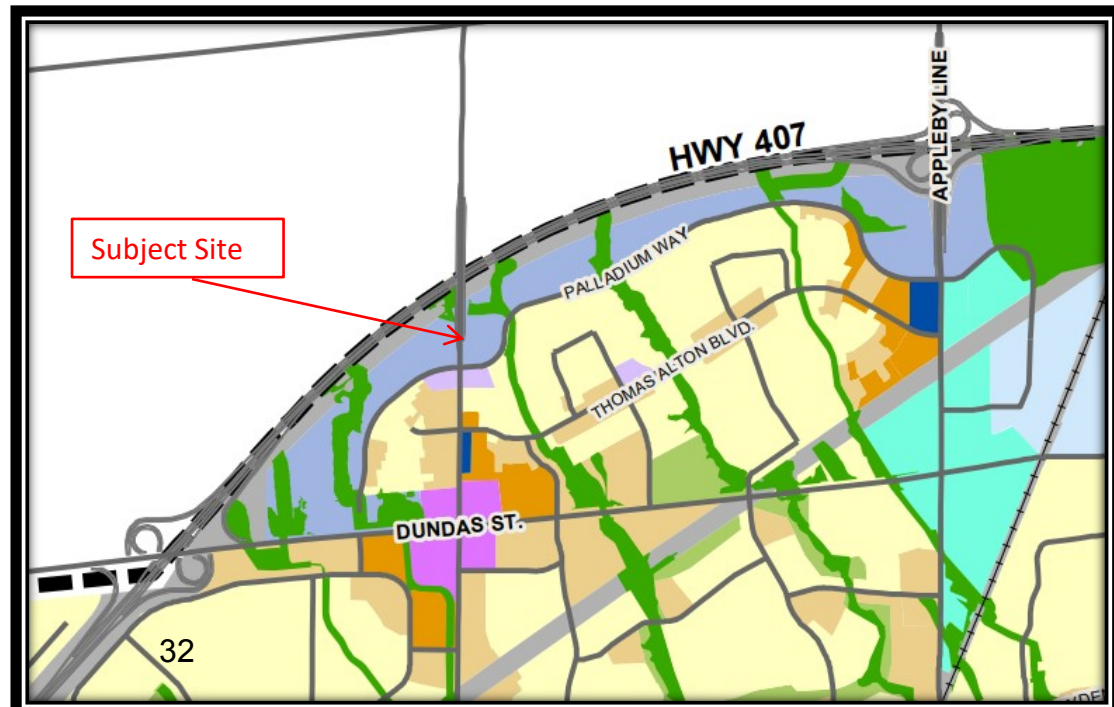 APPLEBY LINE
HWY 407
Subject Site
PALLADIUM WAY
THOMAS ALTON BLVD.
DUNDAS ST.
32